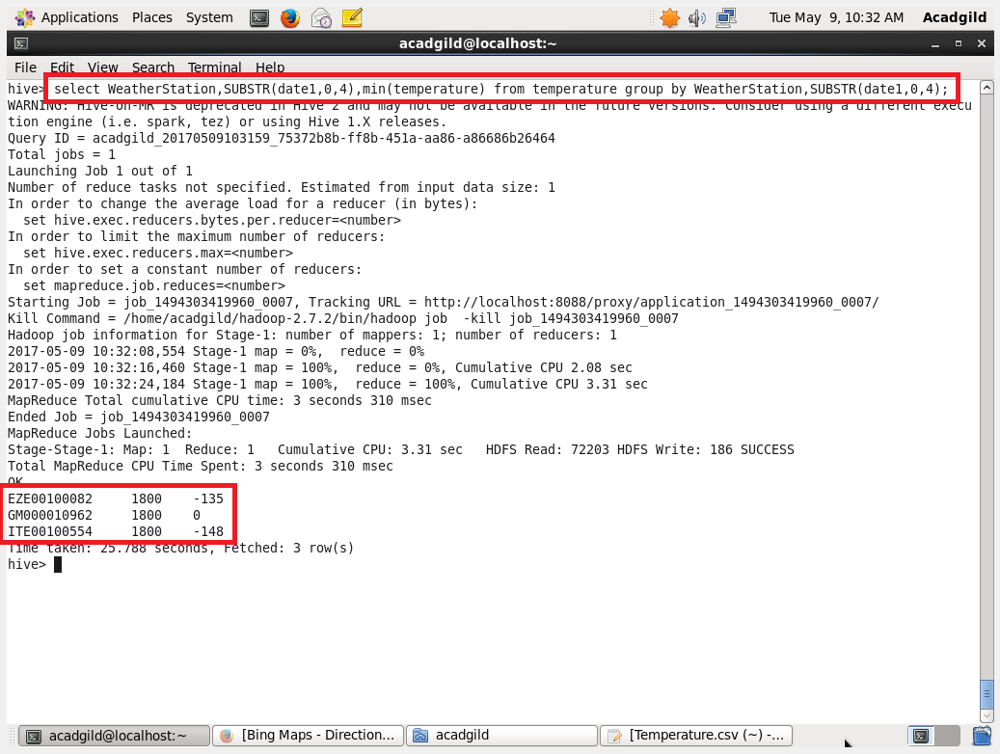 Applications Places System Tue May 9, 10:32 AM Acadgild
acadgild@localhost:~
File Edit View Search Terminal Help
hive> select WeatherStation,SUBSTR(date1,0,4),min(temperature) from temperature group by WeatherStation,SUBSTR(date1,0,4);
WARNING: Hive-on-MR is deprecated in Hive 2 and may not be available in the future versions. Consider using a different execu
tion engine (i.e. spark, tez) or using Hive 1.X releases.
Query ID = acadgild_20170509103159_75372b8b-ff8b-451a-aa86-a86686b26464
Total jobs = 1
Launching Job 1 out of 1
Number of reduce tasks not specified. Estimated from input data size: 1
In order to change the average load for a reducer (in bytes):
set hive.exec.reducers.bytes.per.reducer=<number>
In order to limit the maximum number of reducers:
set hive.exec.reducers.max=<number>
In order to set a constant number of reducers:
set mapreduce.job.reduces=<number>
Starting Job = job_1494303419960_0007, Tracking URL = http://localhost:8088/proxy/application_1494303419960_0007/
Kill Command = /home/acadgild/hadoop-2.7.2/bin/hadoop job  -kill job_1494303419960_0007
Hadoop job information for Stage-1: number of mappers: 1; number of reducers: 1
2017-05-09 10:32:08,554 Stage-1 map = 0%,  reduce = 0%
2017-05-09 10:32:16,460 Stage-1 map = 100%,  reduce = 0%, Cumulative CPU 2.08 sec
2017-05-09 10:32:24,184 Stage-1 map = 100%,  reduce = 100%, Cumulative CPU 3.31 sec
MapReduce Total cumulative CPU time: 3 seconds 310 msec
Ended Job = job_1494303419960_0007
MapReduce Jobs Launched:
Stage-Stage-1: Map: 1  Reduce: 1   Cumulative CPU: 3.31 sec   HDFS Read: 72203 HDFS Write: 186 SUCCESS
Total MapReduce CPU Time Spent: 3 seconds 310 msec
OK
EZE00100082 1800 -135
GM000010962 1800 0
ITE00100554 1800 -148
Time taken: 25.788 seconds, Fetched: 3 row(s)
hive>
acadgild@localhost:~ [Bing Maps - Direction... acadgild [Temperature.csv (~) -...